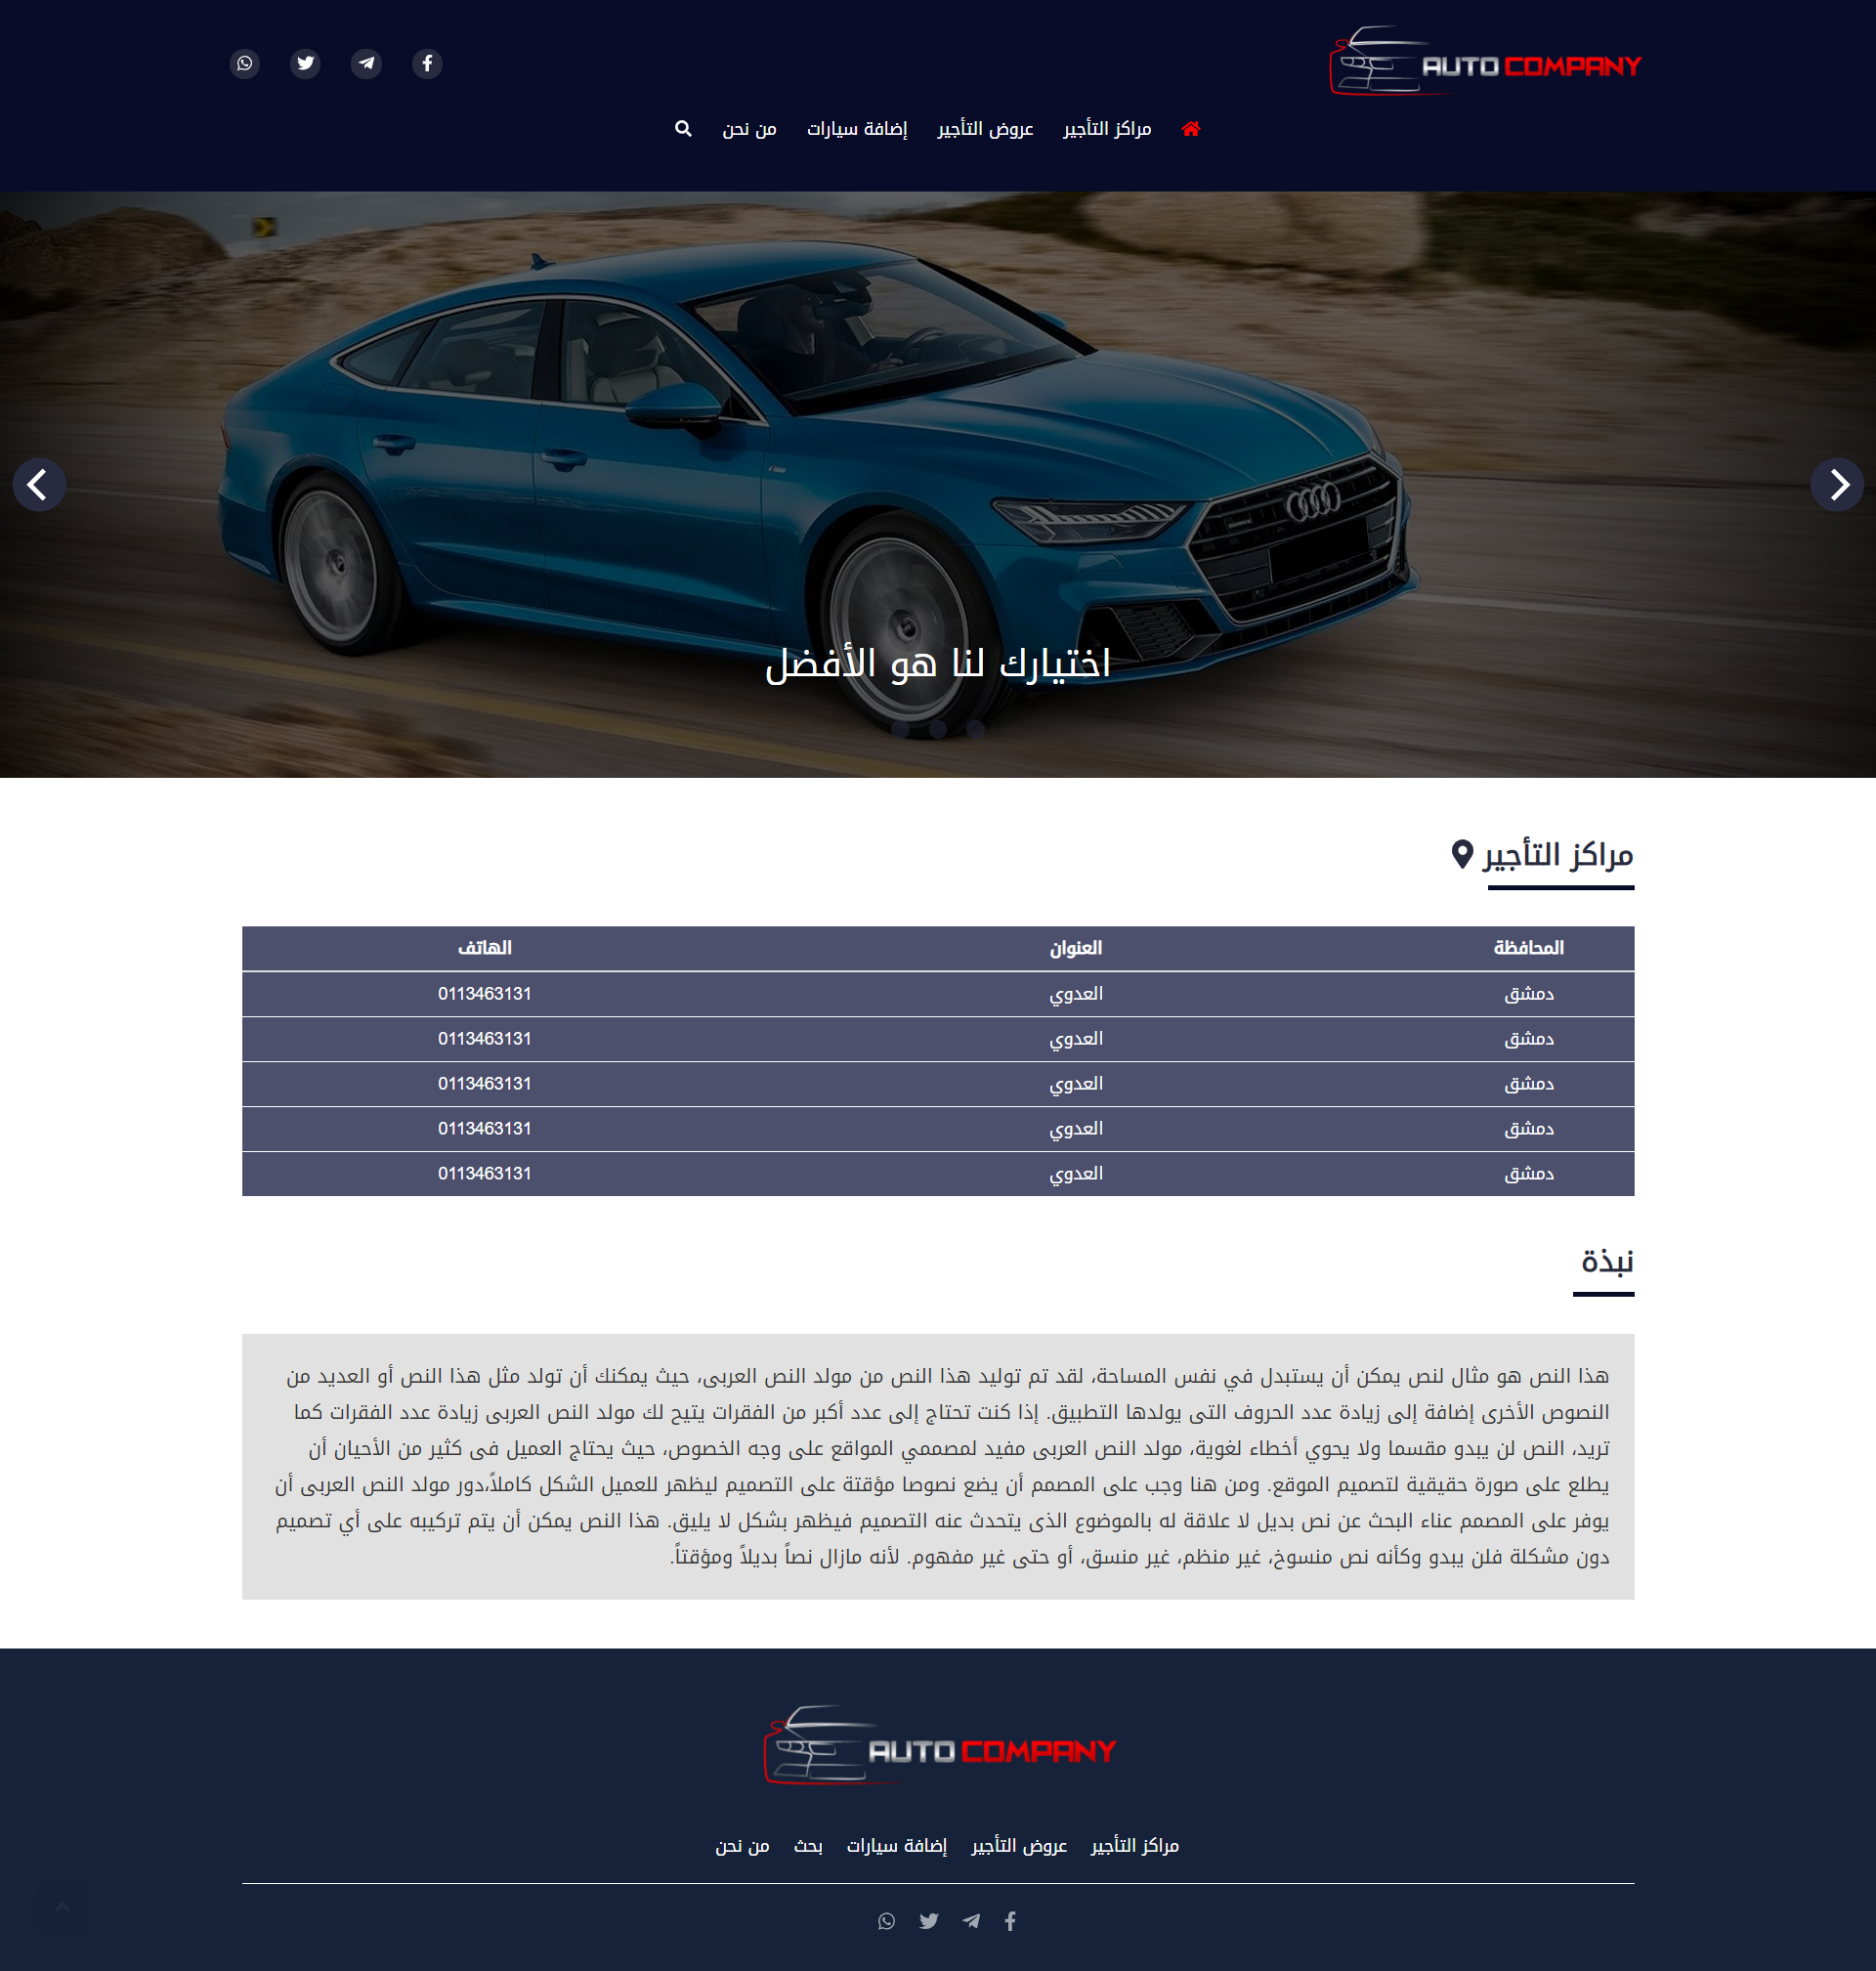 AUTO COMPANY
مراكز التأجير عروض التأجير إضافة سيارات من نحن
اختيارك لنا هو الأفضل
مراكز التأجير
المحافظة العنوان الهاتف
دمشق العدوي 0113463131
دمشق العدوي 0113463131
دمشق العدوي 0113463131
دمشق العدوي 0113463131
دمشق العدوي 0113463131
نبذة
هذا النص هو مثال لنص يمكن أن يستبدل في نفس المساحة، لقد تم توليد هذا النص من مولد النص العربى، حيث يمكنك أن تولد مثل هذا النص أو العديد من
النصوص الأخرى إضافة إلى زيادة عدد الحروف التى يولدها التطبيق. إذا كنت تحتاج إلى عدد أكبر من الفقرات يتيح لك مولد النص العربى زيادة عدد الفقرات كما
تريد، النص لن يبدو مقسما ولا يحوي أخطاء لغوية، مولد النص العربى مفيد لمصممي المواقع على وجه الخصوص، حيث يحتاج العميل فى كثير من الأحيان أن
يطلع على صورة حقيقية لتصميم الموقع. ومن هنا وجب على المصمم أن يضع نصوصا مؤقتة على التصميم ليظهر للعميل الشكل كاملاً،دور مولد النص العربى أن
يوفر على المصمم عناء البحث عن نص بديل لا علاقة له بالموضوع الذى يتحدث عنه التصميم فيظهر بشكل لا يليق. هذا النص يمكن أن يتم تركيبه على أي تصميم
دون مشكلة فلن يبدو وكأنه نص منسوخ، غير منظم، غير منسق، أو حتى غير مفهوم. لأنه مازال نصاً بديلاً ومؤقتاً.
AUTO COMPANY
مراكز التأجير عروض التأجير إضافة سيارات بحث من نحن